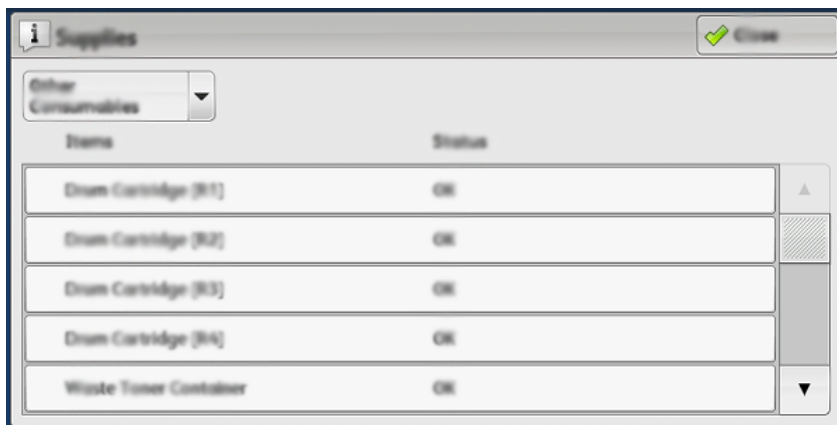 Supplies
Close
Other
Consumables
Items Status
Drum Cartridge [R1] OK
Drum Cartridge [R2] OK
Drum Cartridge [R3] OK
Drum Cartridge [R4] OK
Waste Toner Container OK